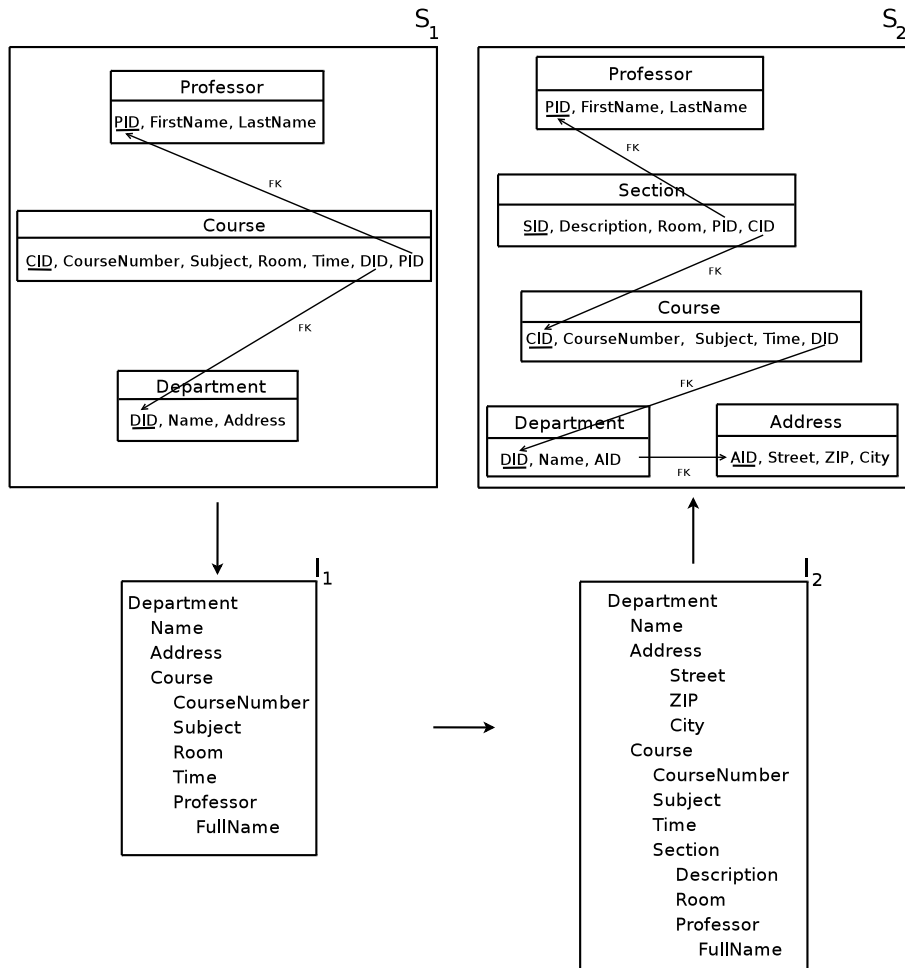 S1
Professor
PID, FirstName, LastName
FK
Course
CID, CourseNumber, Subject, Room, Time, DID, PID
FK
Department
DID, Name, Address
S2
Professor
PID, FirstName, LastName
FK
Section
SID, Description, Room, PID, CID
FK
Course
CID, CourseNumber, Subject, Time, DID
FK
Department
DID, Name, AID
FK
Address
AID, Street, ZIP, City
I1
Department
Name
Address
Course
CourseNumber
Subject
Room
Time
Professor
FullName
I2
Department
Name
Address
Street
ZIP
City
Course
CourseNumber
Subject
Time
Section
Description
Room
Professor
FullName